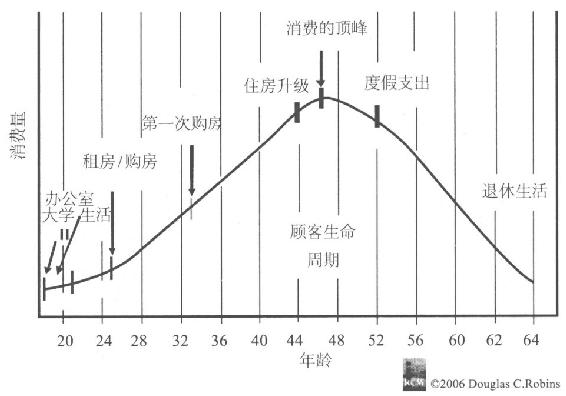 消费的顶峰
住房升级
度假支出
第一次购房
消费量
租房/购房
办公室
大学 生活
退休生活
顾客生命
周期
20 24 28 32 36 40 44 48 52 56 60 62 64
年龄
KCM
©2006 Douglas C.Robins